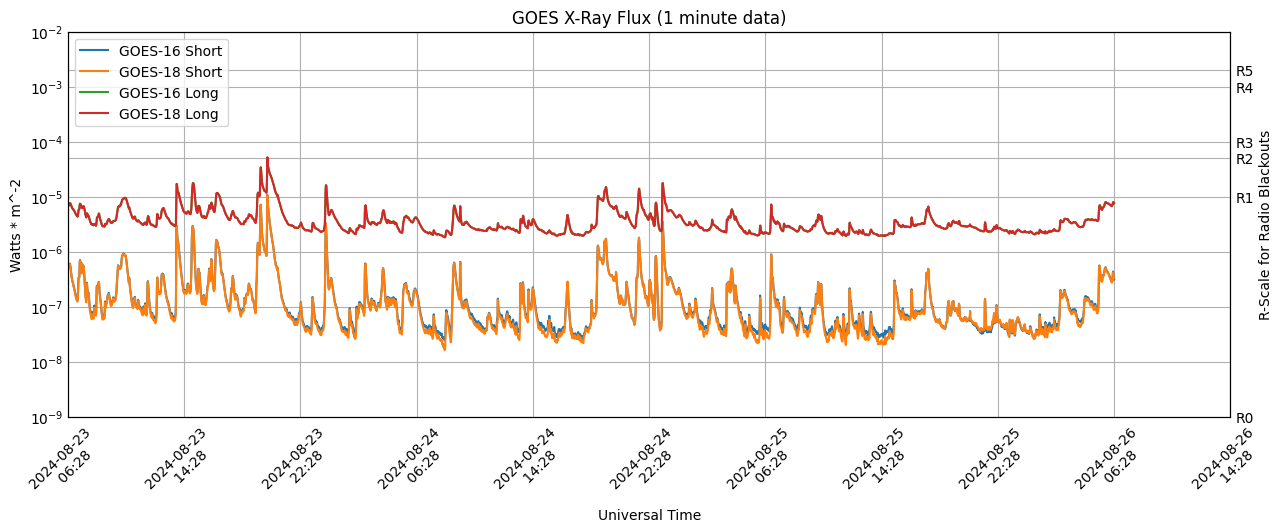 GOES X-Ray Flux (1 minute data)
GOES-16 Short
GOES-18 Short
GOES-16 Long
GOES-18 Long
10^-2
10^-3
10^-4
10^-5
10^-6
10^-7
10^-8
10^-9
Watts * m^-2
R5
R4
R3
R2
R1
R0
R-Scale for Radio Blackouts
2024-08-23
06:28
2024-08-23
14:28
2024-08-23
22:28
2024-08-24
06:28
2024-08-24
14:28
2024-08-24
22:28
2024-08-25
06:28
2024-08-25
14:28
2024-08-25
22:28
2024-08-26
06:28
2024-08-26
14:28
Universal Time